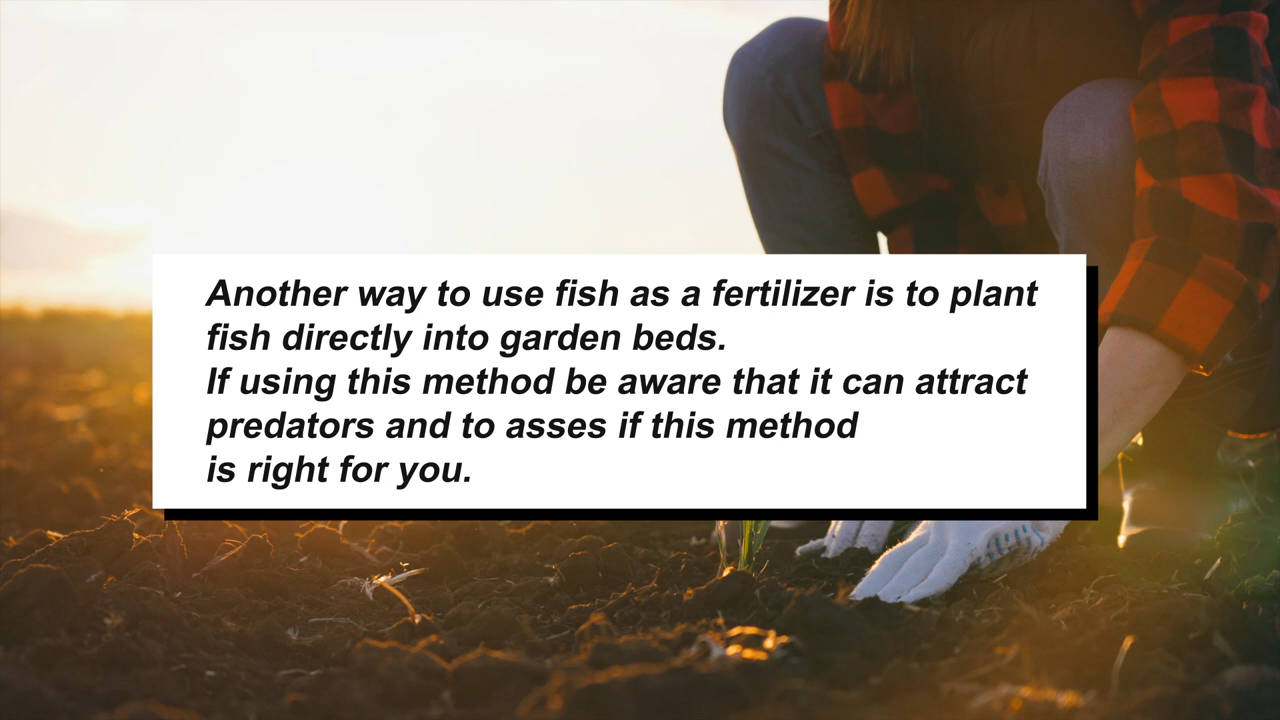 Another way to use fish as a fertilizer is to plant
fish directly into garden beds.
If using this method be aware that it can attract
predators and to asses if this method
is right for you.